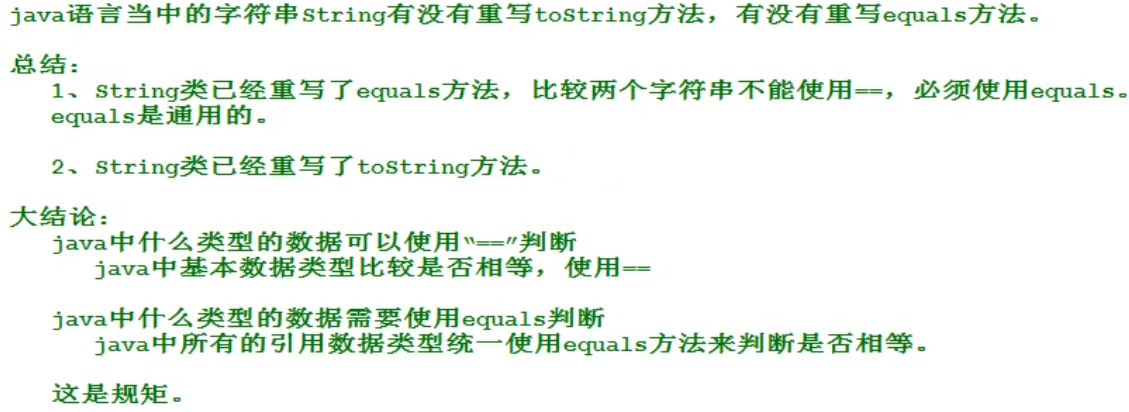 java语言当中的字符串String有没有重写toString方法，有没有重写equals方法。
总结：
1、String类已经重写了equals方法，比较两个字符串不能使用==，必须使用equals。
equals是通用的。
2、String类已经重写了toString方法。
大结论：
java中什么类型的数据可以使用“==”判断
java中基本数据类型比较是否相等，使用==
java中什么类型的数据需要使用equals判断
java中所有的引用数据类型统一使用equals方法来判断是否相等。
这是规矩。